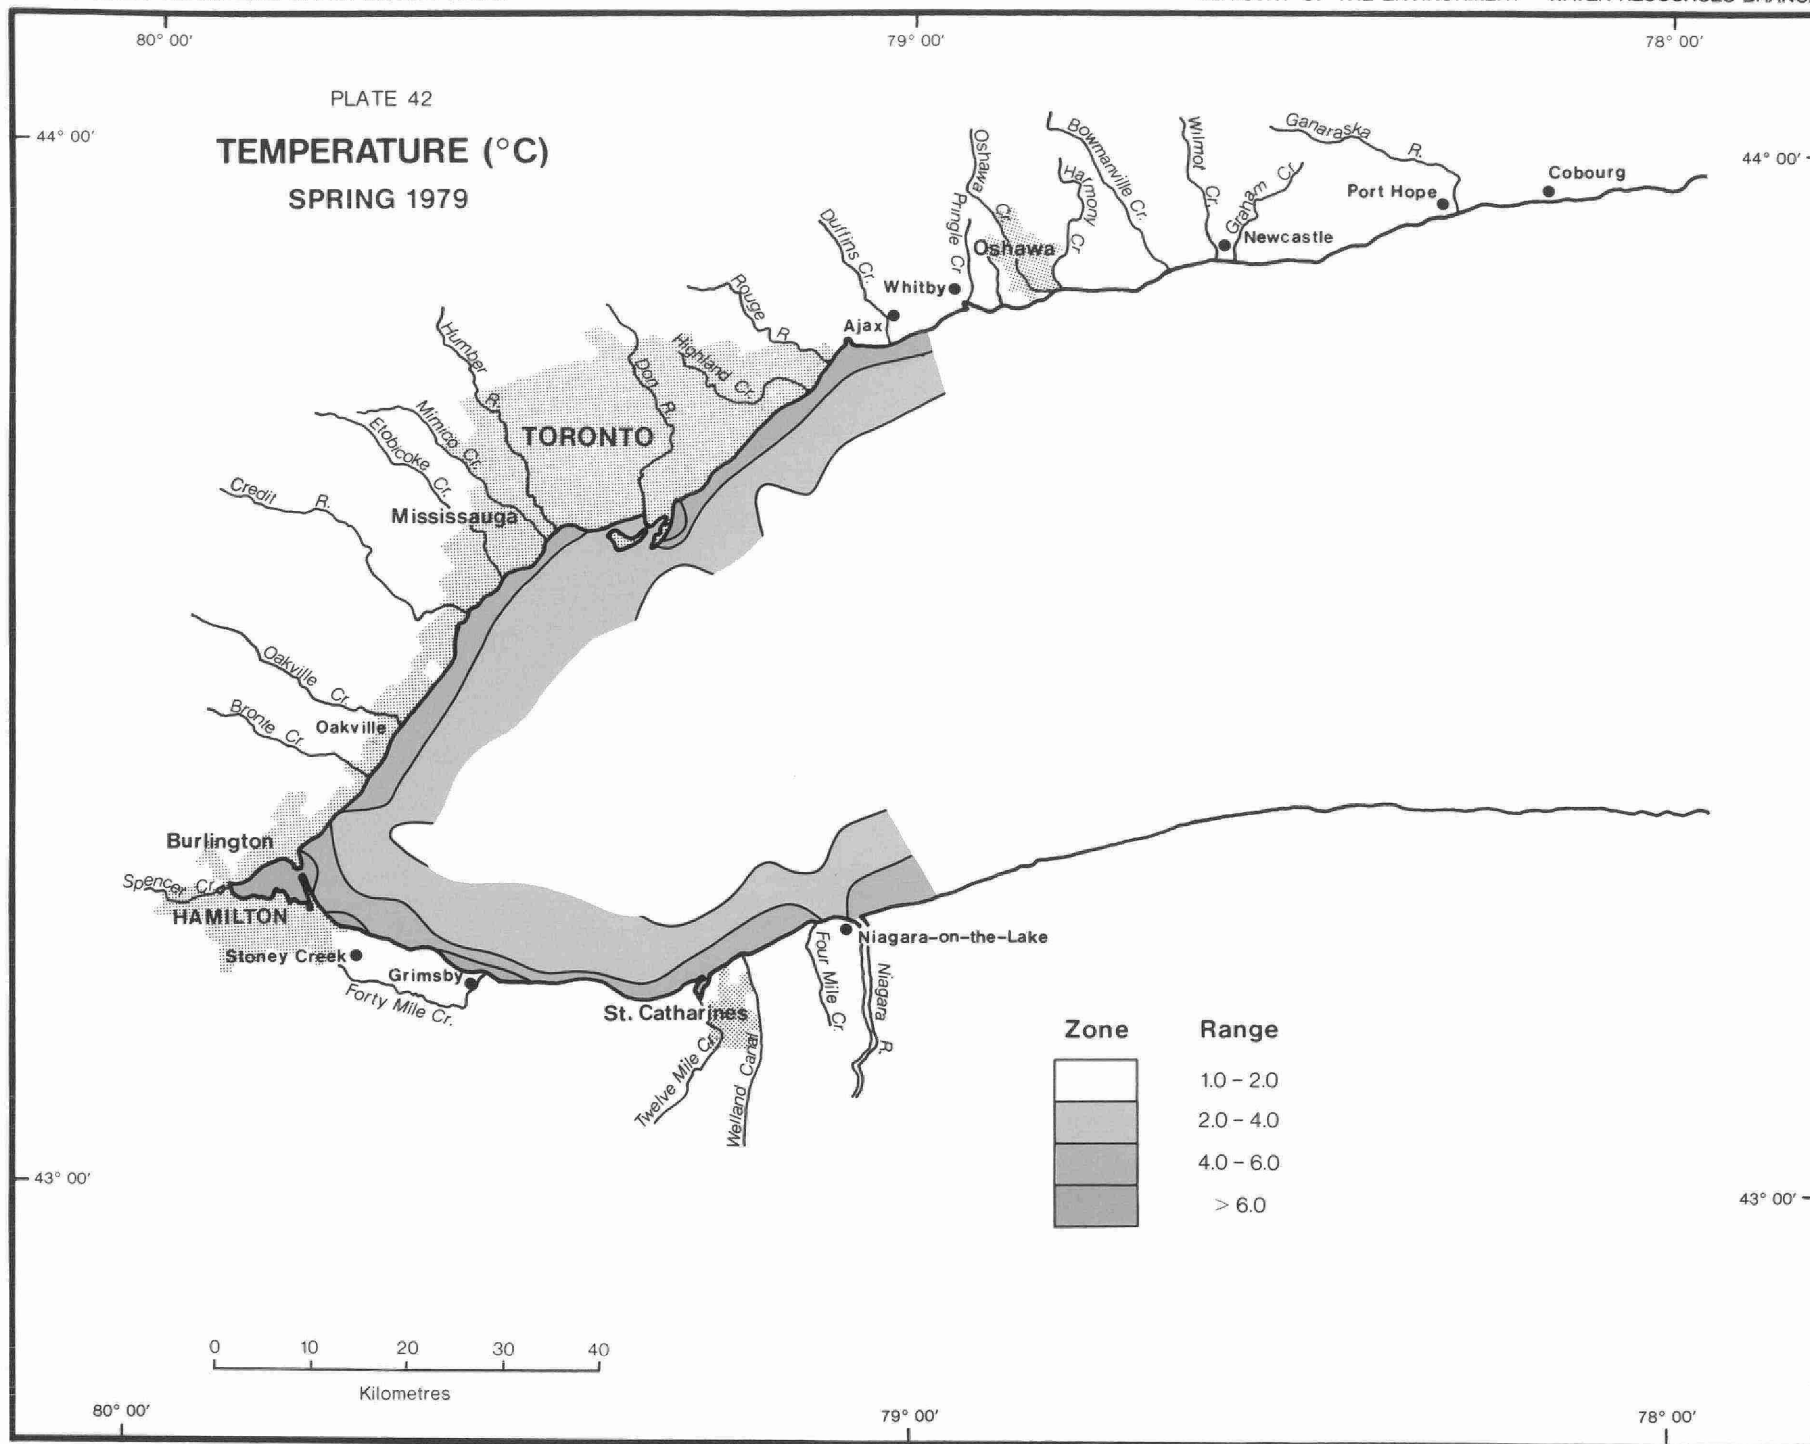 80° 00′ 79° 00′ 78° 00′
PLATE 42
TEMPERATURE (°C)
SPRING 1979
44° 00′
44° 00′
Ganaraska R.
Wilmot Cr.
Graham Cr
Bowmanville Cr.
Harmony Cr
Oshawa Cr.
Pringle Cr
Duffins Cr.
Rouge R.
Highland Cr.
Don R.
Humber R.
Mimico Cr.
Etobicoke Cr.
Credit R.
Cobourg
Port Hope
Newcastle
Oshawa
Whitby
Ajax
TORONTO
Mississauga
Oakville Cr.
Bronte Cr.
Oakville
Burlington
Spencer Cr.
HAMILTON
Stoney Creek
Grimsby
Forty Mile Cr.
St. Catharines
Twelve Mile Cr.
Welland Canal
Four Mile Cr.
Niagara-on-the-Lake
Niagara R.
Zone Range
1.0 – 2.0
2.0 – 4.0
4.0 – 6.0
> 6.0
43° 00′
43° 00′
0 10 20 30 40
Kilometres
80° 00′ 79° 00′ 78° 00′